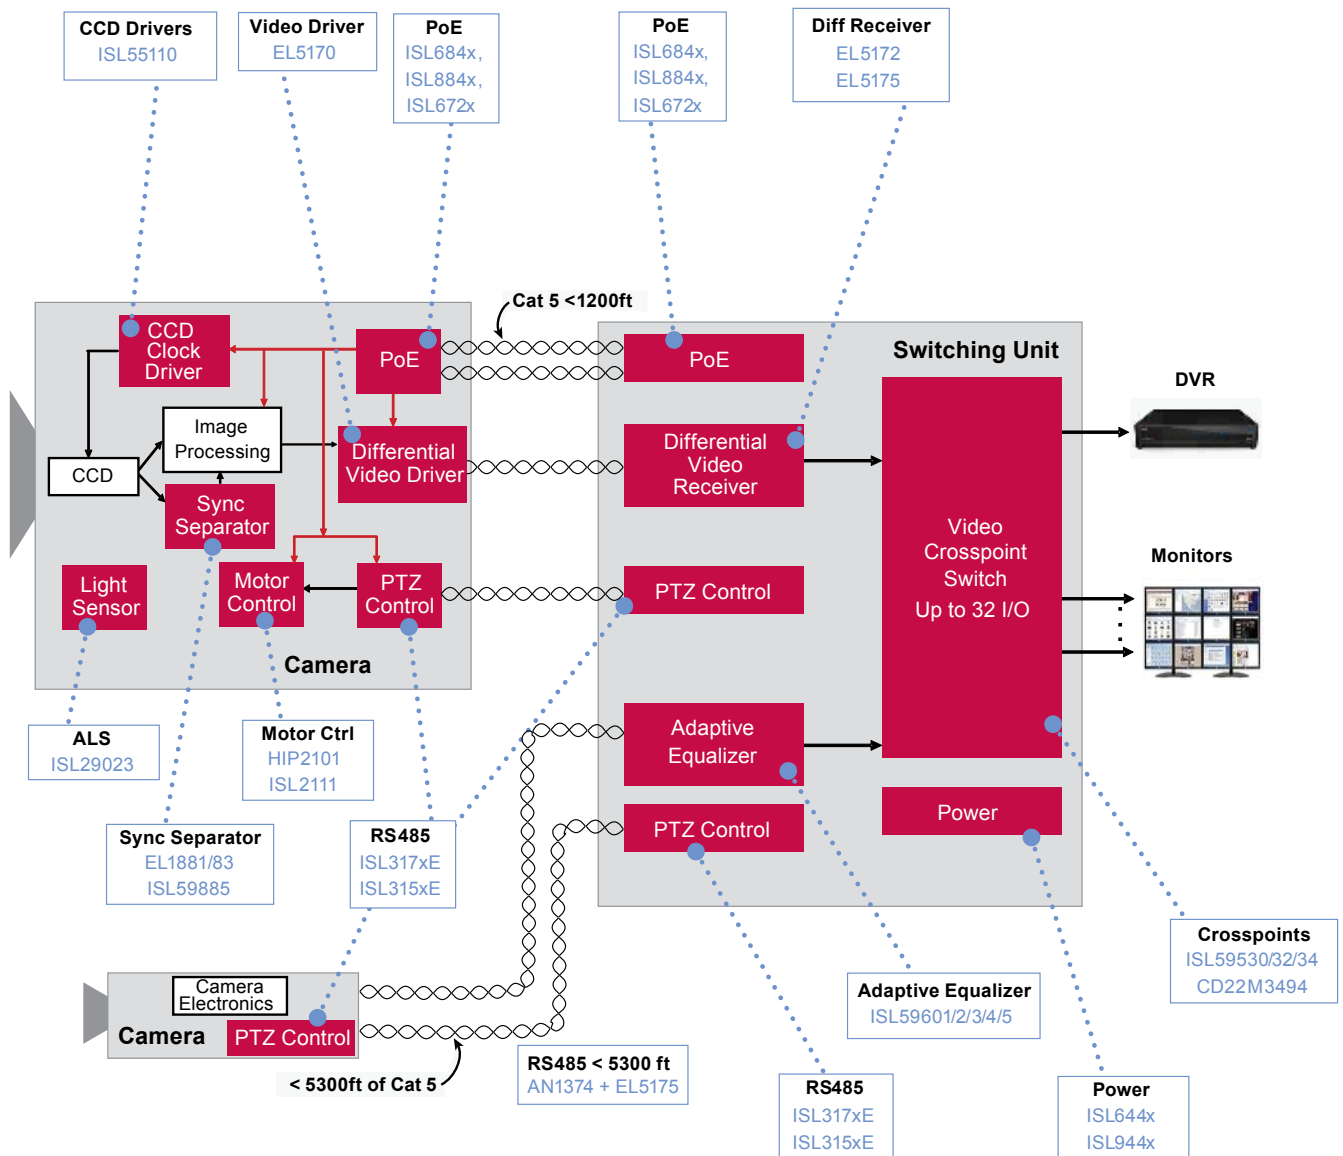 CCD Drivers
ISL55110
Video Driver
EL5170
PoE
ISL684x,
ISL884x,
ISL672x
PoE
ISL684x,
ISL884x,
ISL672x
Diff Receiver
EL5172
EL5175
Cat 5 <1200ft
CCD
Clock
Driver
PoE
PoE
Switching Unit
DVR
Image
Processing
Differential
Video Driver
Differential
Video
Receiver
CCD
Sync
Separator
Video
Crosspoint
Switch
Up to 32 I/O
Monitors
Light
Sensor
Motor
Control
PTZ
Control
PTZ Control
Camera
ALS
ISL29023
Motor Ctrl
HIP2101
ISL2111
Adaptive
Equalizer
Sync Separator
EL1881/83
ISL59885
RS485
ISL317xE
ISL315xE
PTZ Control
Power
Crosspoints
ISL59530/32/34
CD22M3494
Camera
Electronics
Camera
PTZ Control
Adaptive Equalizer
ISL59601/2/3/4/5
< 5300ft of Cat 5
RS485 < 5300 ft
AN1374 + EL5175
RS485
ISL317xE
ISL315xE
Power
ISL644x
ISL944x